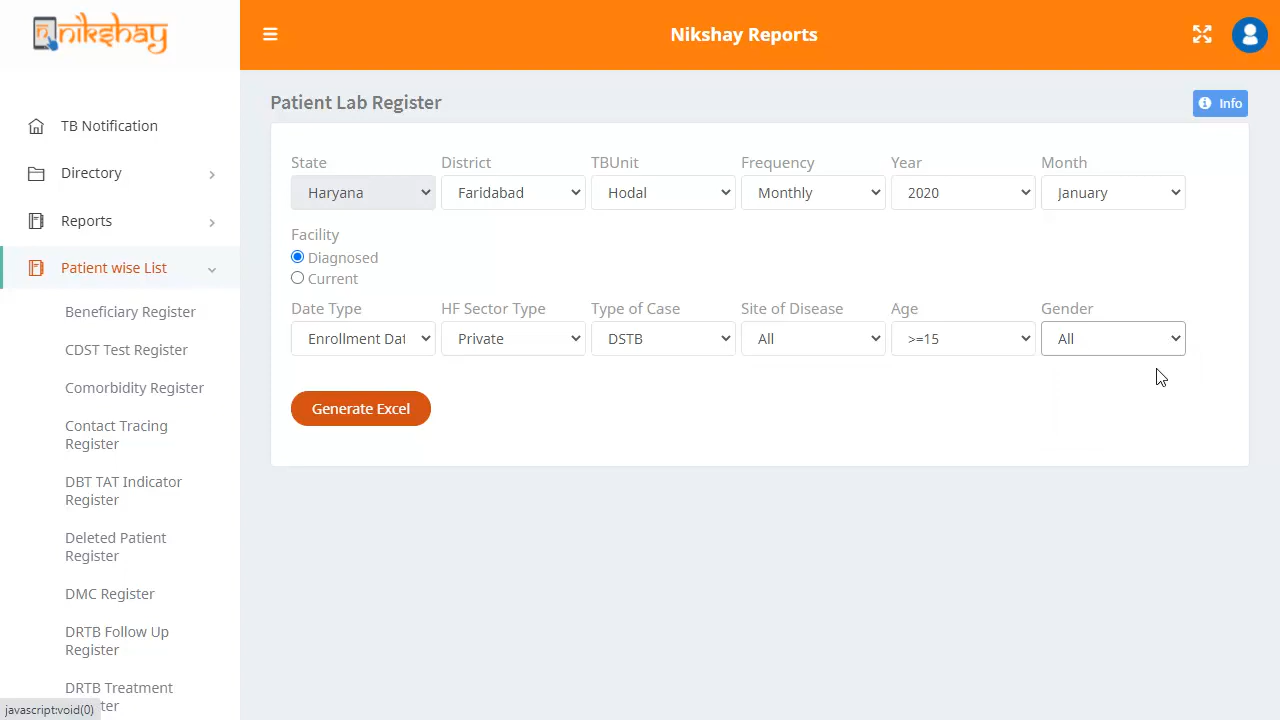 निkshay
Nikshay Reports
TB Notification
Directory
Reports
Patient wise List
Beneficiary Register
CDST Test Register
Comorbidity Register
Contact Tracing
Register
DBT TAT Indicator
Register
Deleted Patient
Register
DMC Register
DRTB Follow Up
Register
DRTB Treatment
ter
javascript:void(0)
Patient Lab Register
Info
State District TBUnit Frequency Year Month
Haryana Faridabad Hodal Monthly 2020 January
Facility
Diagnosed
Current
Date Type HF Sector Type Type of Case Site of Disease Age Gender
Enrollment Dat Private DSTB All >=15 All
Generate Excel